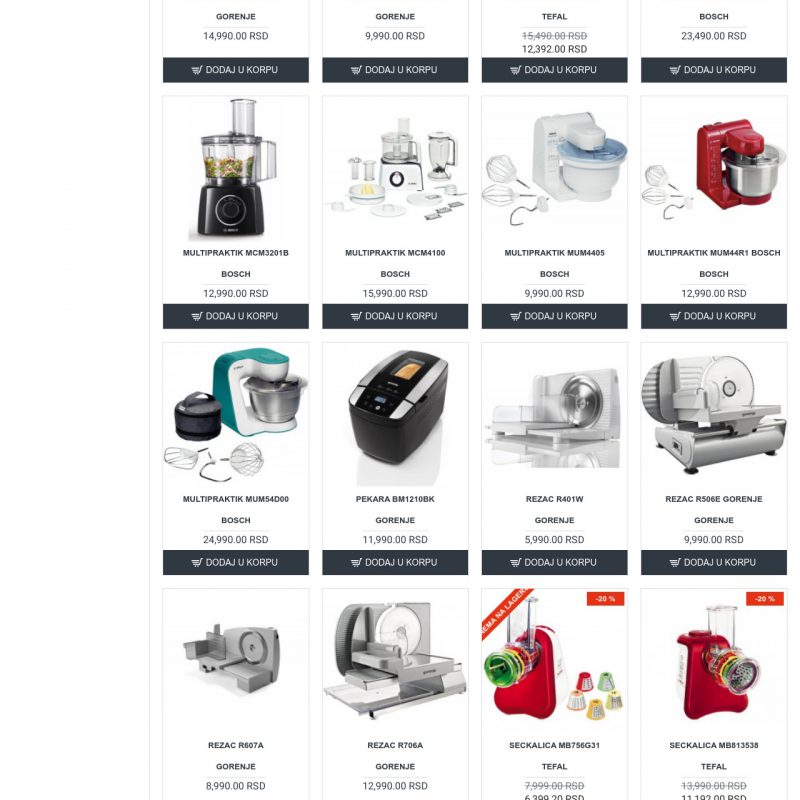 GORENJE
14,990.00 RSD
DODAJ U KORPU
GORENJE
9,990.00 RSD
DODAJ U KORPU
TEFAL
15,490.00 RSD
12,392.00 RSD
DODAJ U KORPU
BOSCH
23,490.00 RSD
DODAJ U KORPU
MULTIPRAKTIK MCM3201B
BOSCH
12,990.00 RSD
DODAJ U KORPU
MULTIPRAKTIK MCM4100
BOSCH
15,990.00 RSD
DODAJ U KORPU
MULTIPRAKTIK MUM4405
BOSCH
9,990.00 RSD
DODAJ U KORPU
MULTIPRAKTIK MUM44R1 BOSCH
BOSCH
12,990.00 RSD
DODAJ U KORPU
MULTIPRAKTIK MUM54D00
BOSCH
24,990.00 RSD
DODAJ U KORPU
PEKARA BM1210BK
GORENJE
11,990.00 RSD
DODAJ U KORPU
REZAC R401W
GORENJE
5,990.00 RSD
DODAJ U KORPU
REZAC R506E GORENJE
GORENJE
9,990.00 RSD
DODAJ U KORPU
REZAC R607A
GORENJE
8,990.00 RSD
REZAC R706A
GORENJE
12,990.00 RSD
NEMA NA LAGERU
-20 %
SECKALICA MB756G31
TEFAL
7,999.00 RSD
6,399.20 RSD
-20 %
SECKALICA MB813538
TEFAL
13,990.00 RSD
11,192.00 RSD